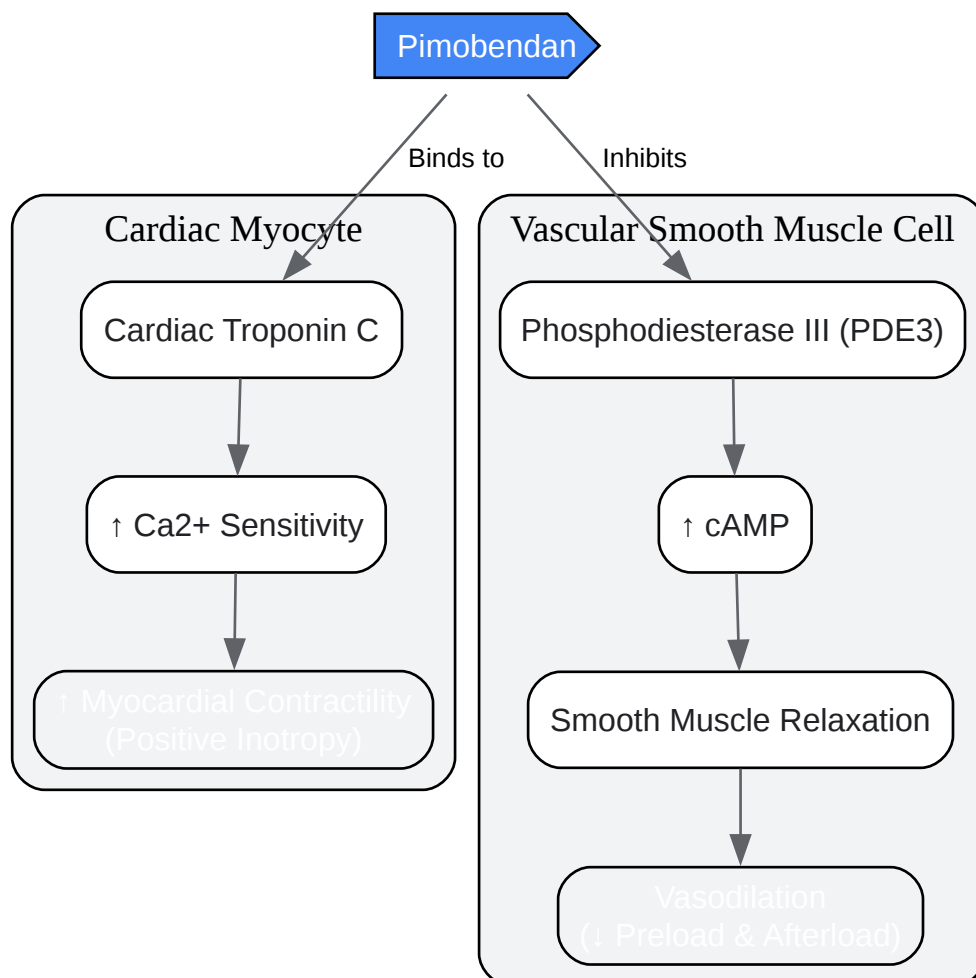 Pimobendan
Binds to
Inhibits
Cardiac Myocyte
Cardiac Troponin C
↑ Ca2+ Sensitivity
↑ Myocardial Contractility
(Positive Inotropy)
Vascular Smooth Muscle Cell
Phosphodiesterase III (PDE3)
↑ cAMP
Smooth Muscle Relaxation
Vasodilation
(↓ Preload & Afterload)